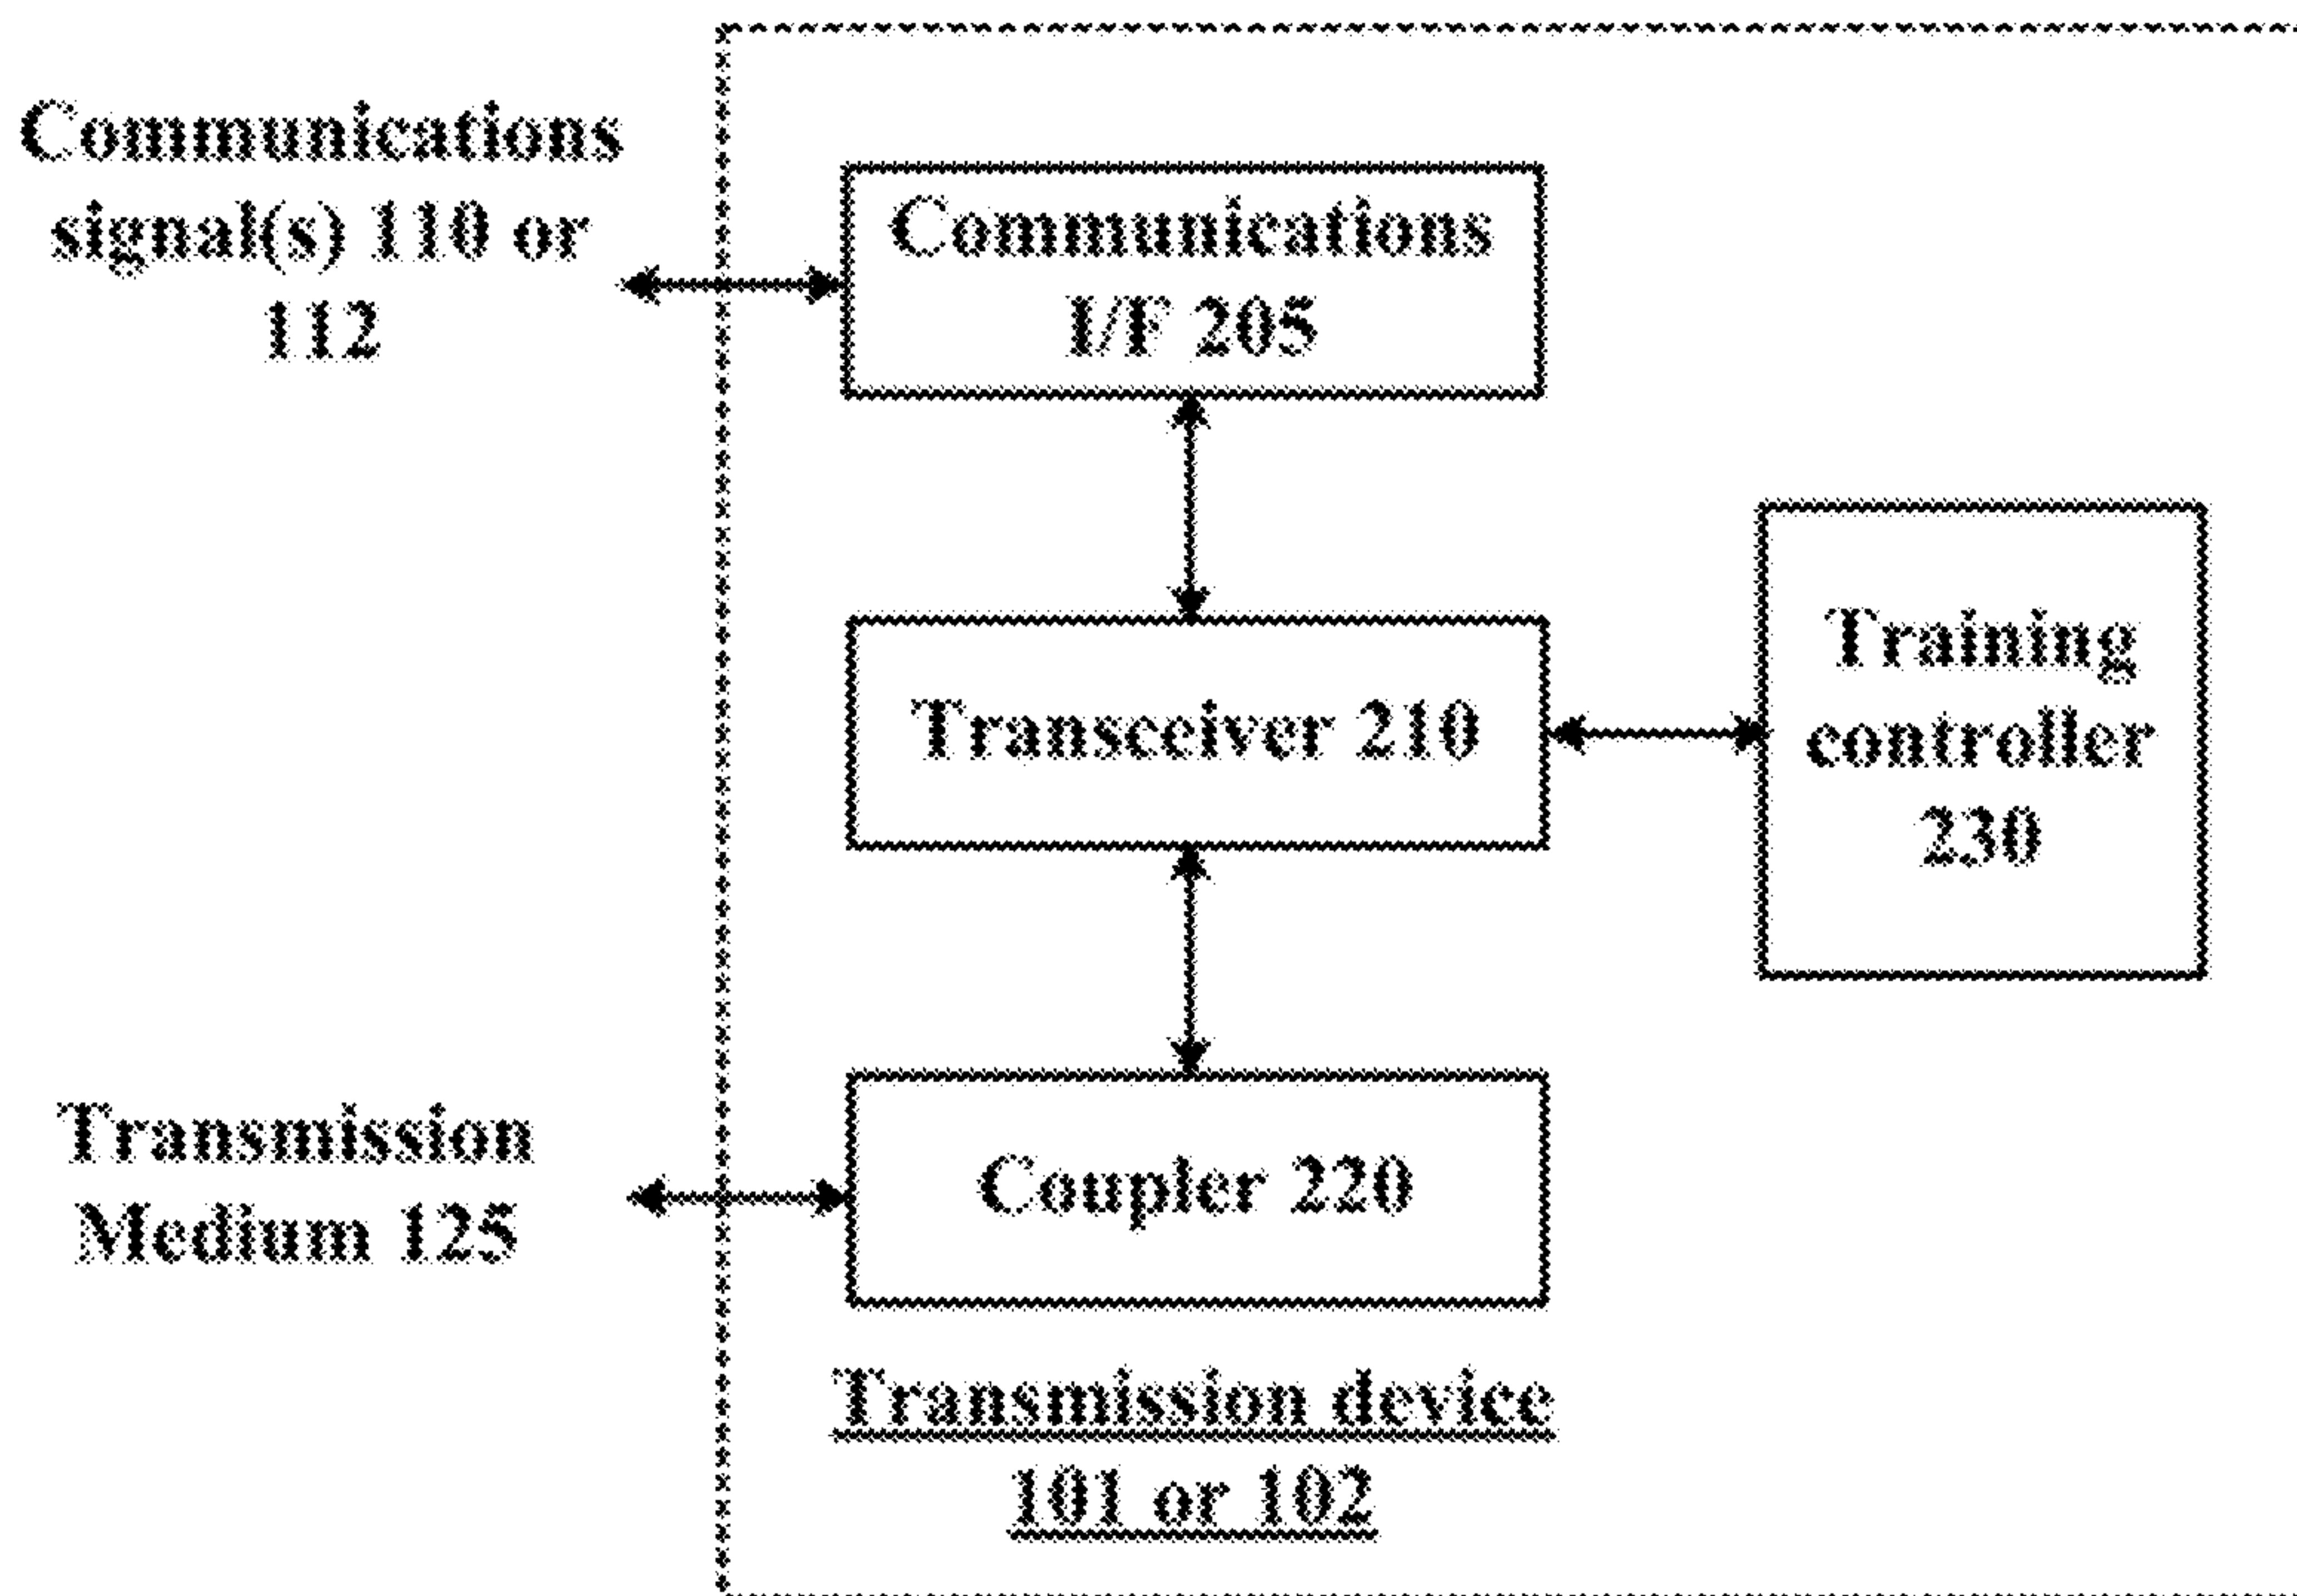 Communications
signal(s) 110 or
112
Communications
I/F 205
Transceiver 210
Training
controller
230
Transmission
Medium 125
Coupler 220
Transmission device
101 or 102